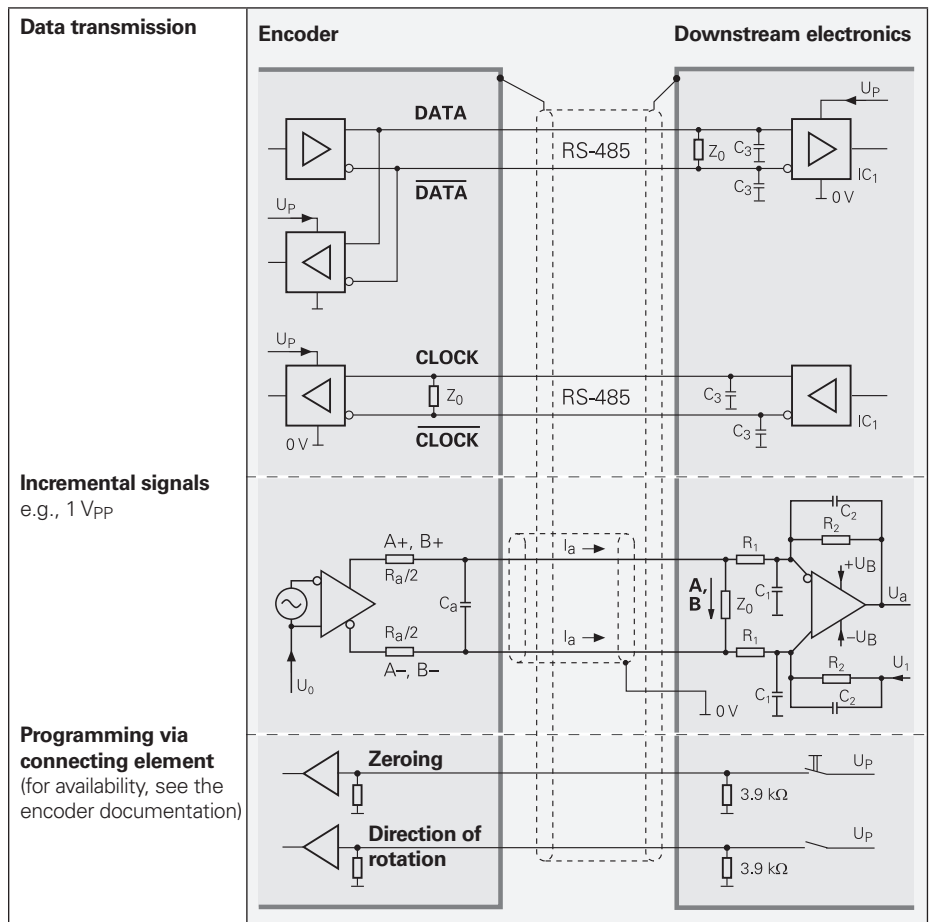 Data transmission
Encoder
Downstream electronics
DATA
RS-485
Z0
C3
C3
UP
IC1
0 V
DATA
UP
UP
CLOCK
Z0
RS-485
C3
C3
IC1
CLOCK
0 V
Incremental signals
e.g., 1 VPP
A+, B+
Ra/2
Ca
Ra/2
A–, B–
U0
Ia
Ia
0 V
A,
B
Z0
R1
C1
R1
C1
C2
R2
+UB
Ua
–UB
R2
U1
C2
Programming via
connecting element
(for availability, see the
encoder documentation)
Zeroing
3.9 kΩ
UP
Direction of
rotation
3.9 kΩ
UP